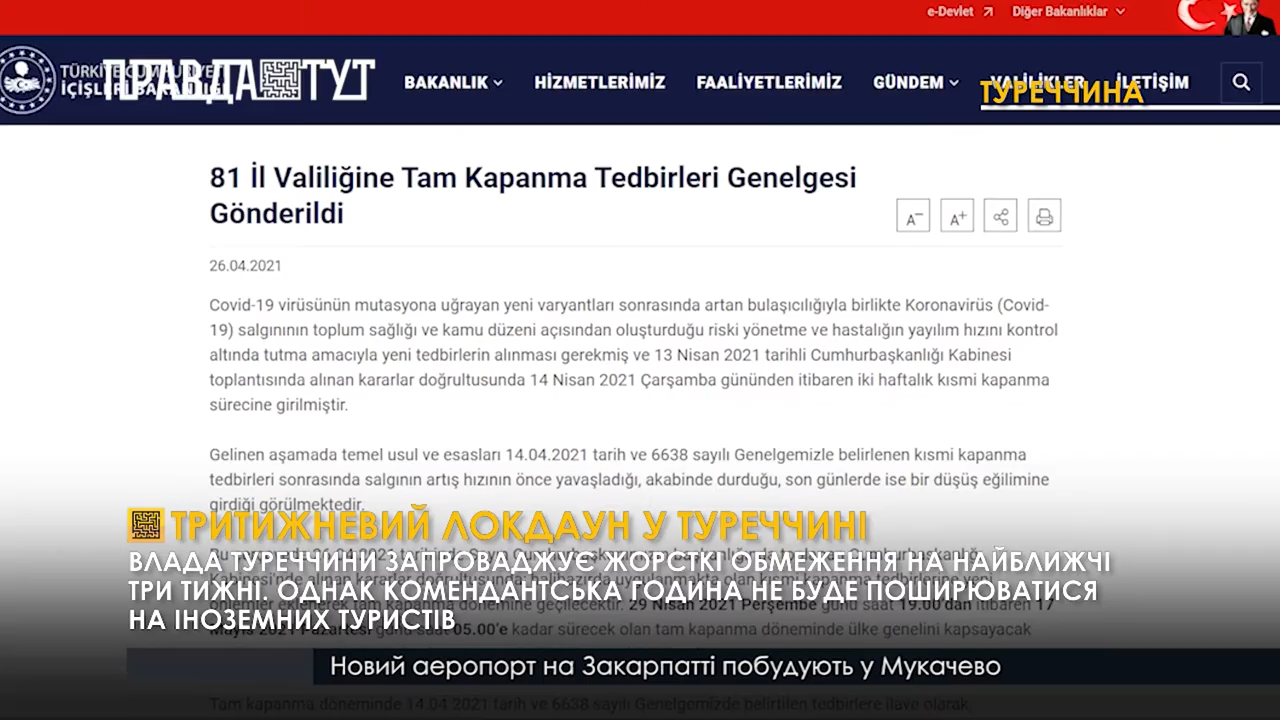 e-Devlet Diğer Bakanlıklar
TÜRKİYE CUMHURİYETİ
İÇİŞLERİ BAKANLIĞI
ПРАВДА ТУТ
BAKANLIK HİZMETLERİMİZ FAALİYETLERİMİZ GÜNDEM VALİLİKLER İLETİŞİM
ТУРЕЧЧИНА
81 İl Valiliğine Tam Kapanma Tedbirleri Genelgesi
Gönderildi
A− A+
26.04.2021
Covid-19 virüsünün mutasyona uğrayan yeni varyantları sonrasında artan bulaşıcılığıyla birlikte Koronavirüs (Covid-
19) salgınının toplum sağlığı ve kamu düzeni açısından oluşturduğu riski yönetme ve hastalığın yayılım hızını kontrol
altında tutma amacıyla yeni tedbirlerin alınması gerekmiş ve 13 Nisan 2021 tarihli Cumhurbaşkanlığı Kabinesi
toplantısında alınan kararlar doğrultusunda 14 Nisan 2021 Çarşamba gününden itibaren iki haftalık kısmi kapanma
sürecine girilmiştir.
Gelinen aşamada temel usul ve esasları 14.04.2021 tarih ve 6638 sayılı Genelgemizle belirlenen kısmi kapanma
tedbirleri sonrasında salgının artış hızının önce yavaşladığı, akabinde durduğu, son günlerde ise bir düşüş eğilimine
girdiği görülmektedir.
ТРИТИЖНЕВИЙ ЛОКДАУН У ТУРЕЧЧИНІ
ВЛАДА ТУРЕЧЧИНИ ЗАПРОВАДЖУЄ ЖОРСТКІ ОБМЕЖЕННЯ НА НАЙБЛИЖЧІ
ТРИ ТИЖНІ. ОДНАК КОМЕНДАНТСЬКА ГОДИНА НЕ БУДЕ ПОШИРЮВАТИСЯ
НА ІНОЗЕМНИХ ТУРИСТІВ
önlemler eklenerek tam kapanma dönemine geçilecektir. 29 Nisan 2021 Perşembe günü saat 19.00'dan itibaren 17
Mayıs 2021 Pazartesi günü saat 05.00'e kadar sürecek olan tam kapanma döneminde ülke genelini kapsayacak
Новий аеропорт на Закарпатті побудують у Мукачево
Tam kapanma döneminde 14.04.2021 tarih ve 6638 sayılı Genelgemizde belirtilen tedbirlere ilave olarak;